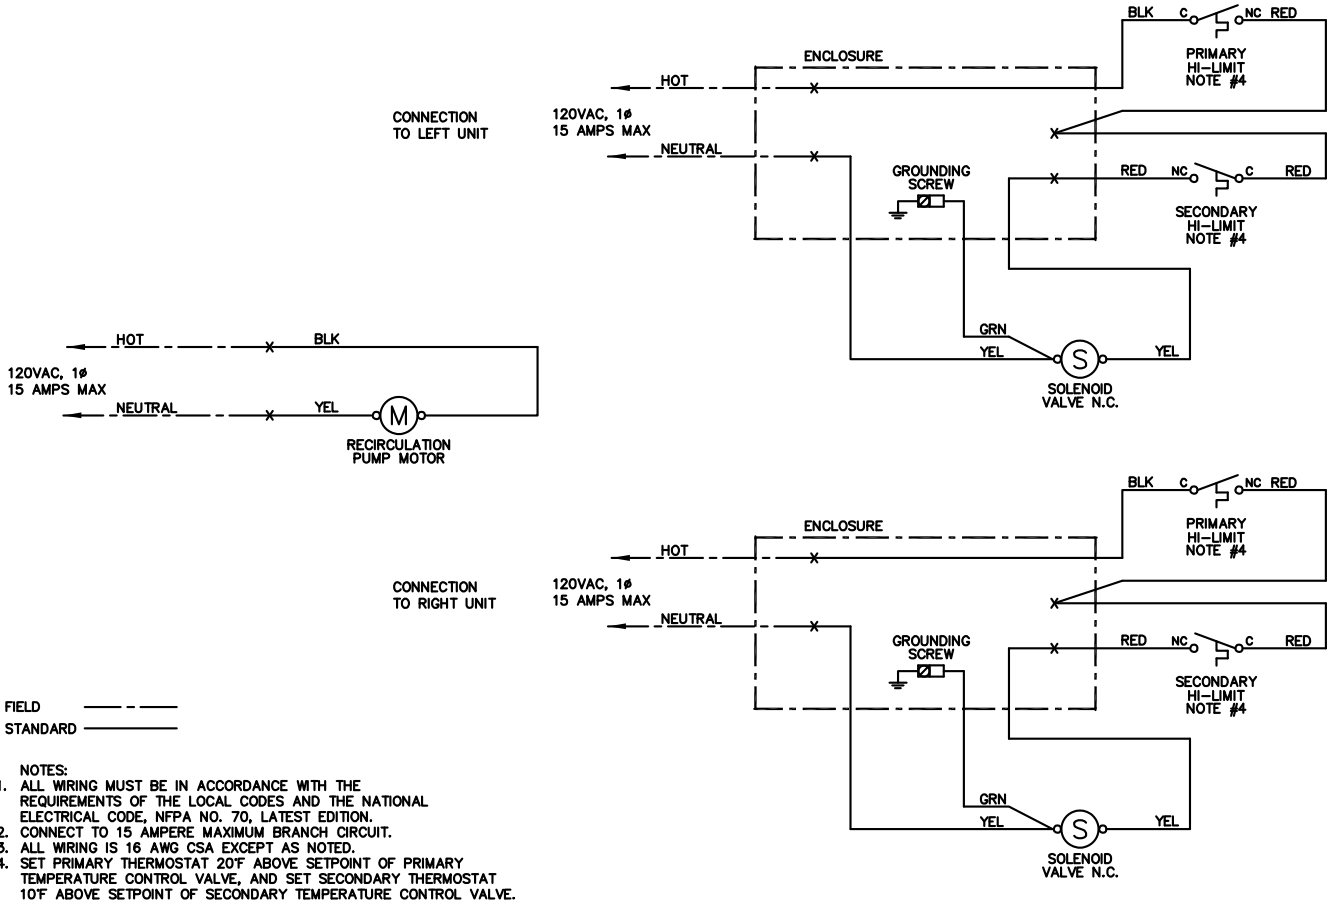 BLK C NC RED
PRIMARY
HI-LIMIT
NOTE #4
ENCLOSURE
HOT
CONNECTION
TO LEFT UNIT
120VAC, 1ø
15 AMPS MAX
NEUTRAL
X
X
X
X
GROUNDING
SCREW
RED NC C RED
SECONDARY
HI-LIMIT
NOTE #4
GRN
YEL
S
YEL
SOLENOID
VALVE N.C.
HOT
X
BLK
120VAC, 1ø
15 AMPS MAX
NEUTRAL
X
YEL
M
RECIRCULATION
PUMP MOTOR
BLK C NC RED
PRIMARY
HI-LIMIT
NOTE #4
ENCLOSURE
HOT
CONNECTION
TO RIGHT UNIT
120VAC, 1ø
15 AMPS MAX
NEUTRAL
X
X
X
X
GROUNDING
SCREW
RED NC C RED
SECONDARY
HI-LIMIT
NOTE #4
GRN
YEL
S
YEL
SOLENOID
VALVE N.C.
FIELD
STANDARD
NOTES:
1. ALL WIRING MUST BE IN ACCORDANCE WITH THE
REQUIREMENTS OF THE LOCAL CODES AND THE NATIONAL
ELECTRICAL CODE, NFPA NO. 70, LATEST EDITION.
2. CONNECT TO 15 AMPERE MAXIMUM BRANCH CIRCUIT.
3. ALL WIRING IS 16 AWG CSA EXCEPT AS NOTED.
4. SET PRIMARY THERMOSTAT 20°F ABOVE SETPOINT OF PRIMARY
TEMPERATURE CONTROL VALVE, AND SET SECONDARY THERMOSTAT
10°F ABOVE SETPOINT OF SECONDARY TEMPERATURE CONTROL VALVE.